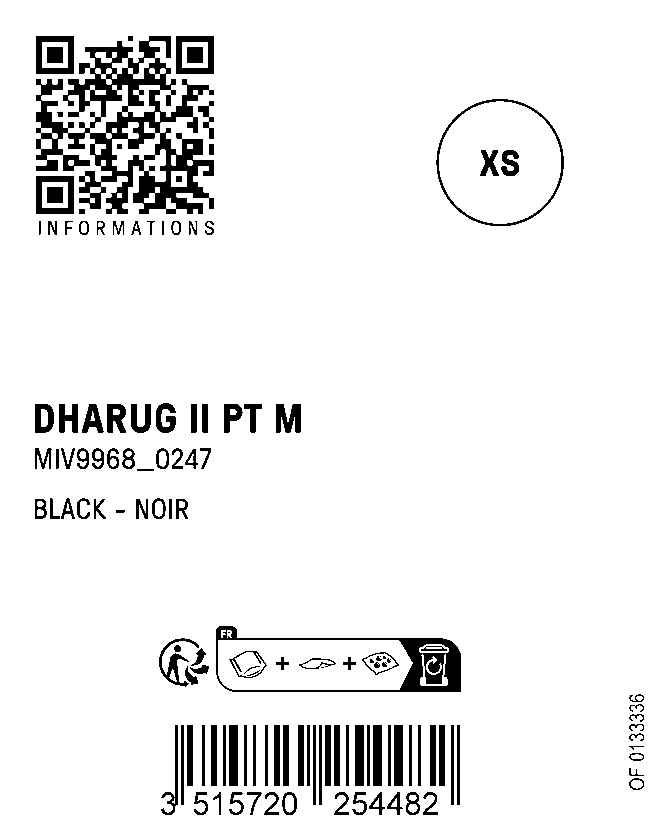 INFORMATIONS
XS
DHARUG II PT M
MIV9968_0247
BLACK - NOIR
FR
+ +
3 515720 254482
OF 0133336